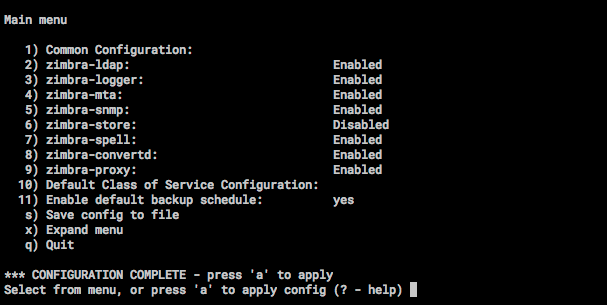 Main menu
1) Common Configuration:
2) zimbra-ldap: Enabled
3) zimbra-logger: Enabled
4) zimbra-mta: Enabled
5) zimbra-snmp: Enabled
6) zimbra-store: Disabled
7) zimbra-spell: Enabled
8) zimbra-convertd: Enabled
9) zimbra-proxy: Enabled
10) Default Class of Service Configuration:
11) Enable default backup schedule: yes
s) Save config to file
x) Expand menu
q) Quit
*** CONFIGURATION COMPLETE - press 'a' to apply
Select from menu, or press 'a' to apply config (? - help)